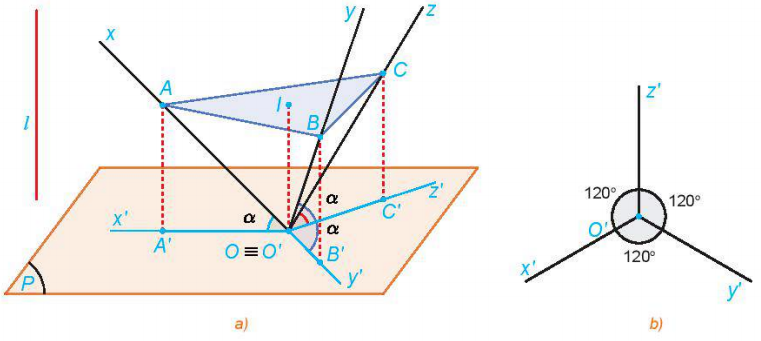 x
y
z
A
C
I
B
l
α
α
α
z'
x'
A'
O ≡ O'
C'
B'
y'
P
a)
z'
120°
120°
O'
120°
x'
y'
b)